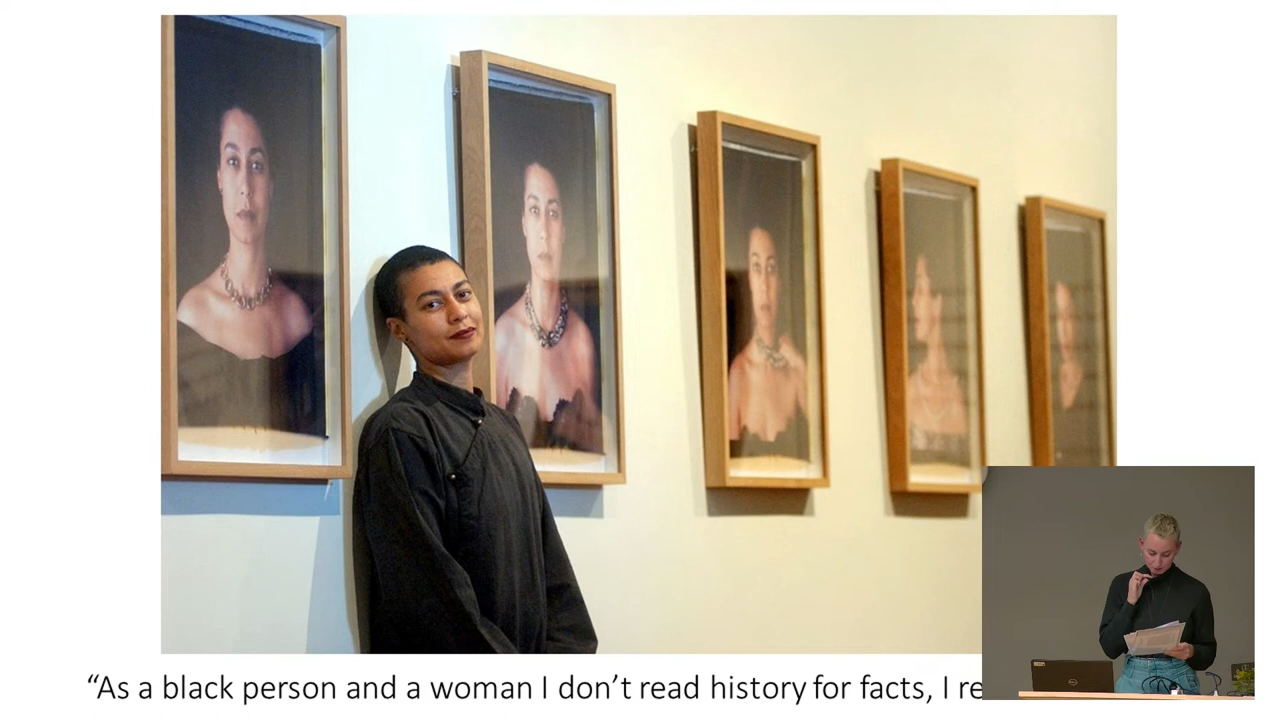 “As a black person and a woman I don’t read history for facts, I re